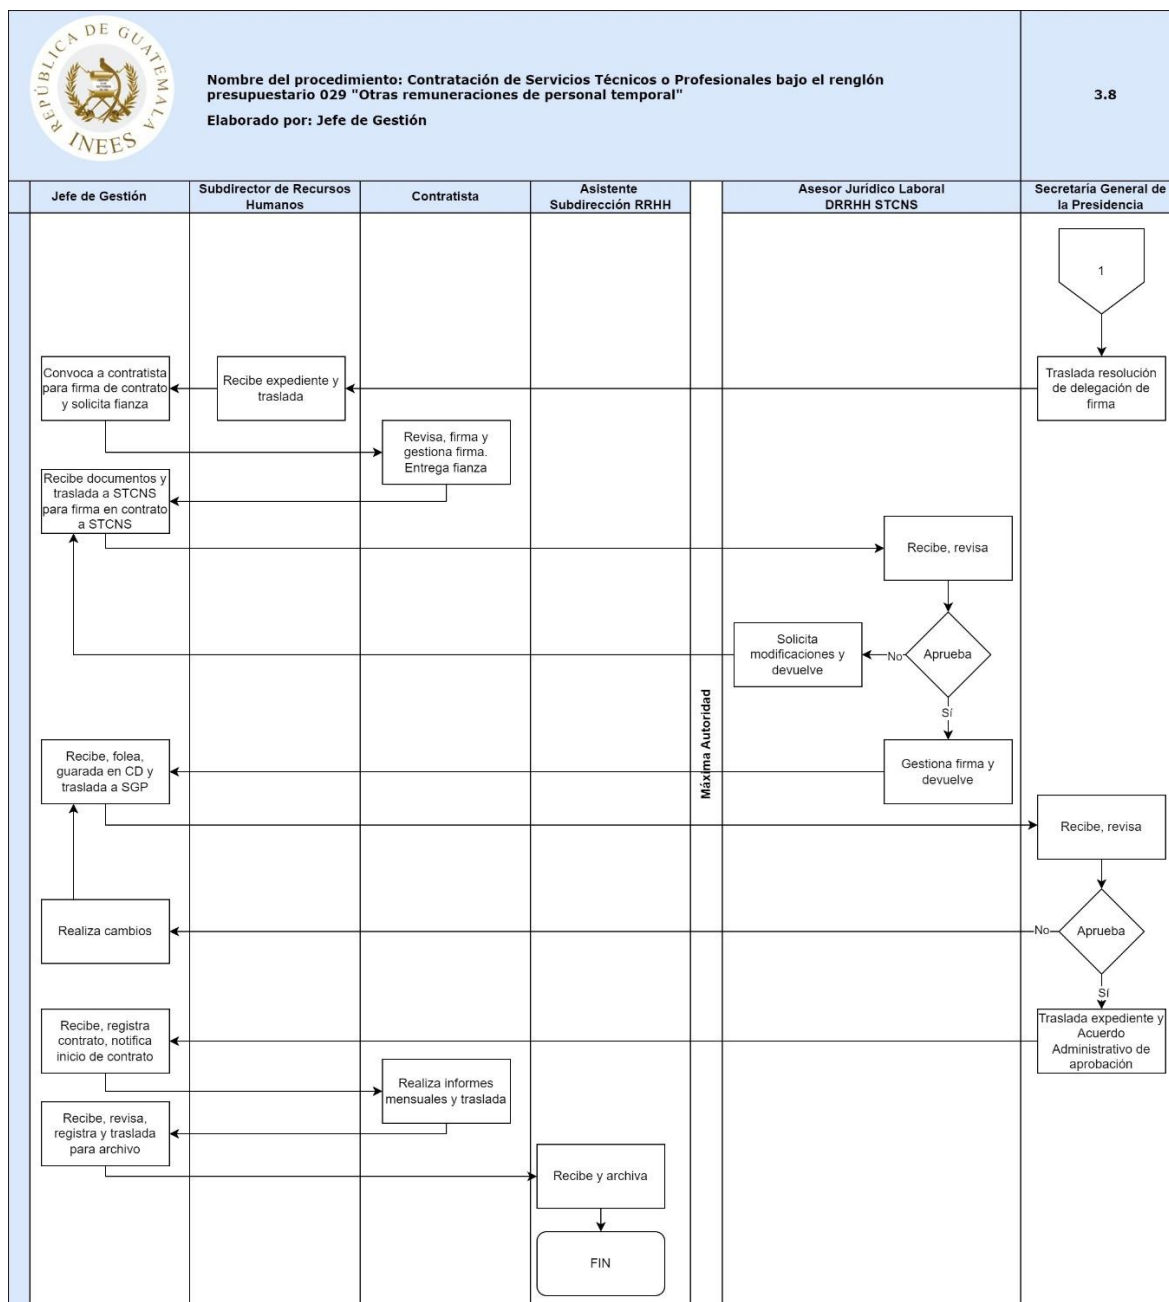 REPÚBLICA DE GUATEMALA
INEES
Nombre del procedimiento: Contratación de Servicios Técnicos o Profesionales bajo el renglón
presupuestario 029 "Otras remuneraciones de personal temporal"
Elaborado por: Jefe de Gestión
3.8
Jefe de Gestión
Subdirector de Recursos
Humanos
Contratista
Asistente
Subdirección RRHH
Máxima Autoridad
Asesor Jurídico Laboral
DRRHH STCNS
Secretaría General de
la Presidencia
1
Traslada resolución
de delegación de
firma
Recibe expediente y
traslada
Convoca a contratista
para firma de contrato
y solicita fianza
Revisa, firma y
gestiona firma.
Entrega fianza
Recibe documentos y
traslada a STCNS
para firma en contrato
a STCNS
Recibe, revisa
Aprueba
No
Solicita
modificaciones y
devuelve
Sí
Gestiona firma y
devuelve
Recibe, folea,
guarada en CD y
traslada a SGP
Recibe, revisa
Aprueba
No
Realiza cambios
Sí
Traslada expediente y
Acuerdo
Administrativo de
aprobación
Recibe, registra
contrato, notifica
inicio de contrato
Realiza informes
mensuales y traslada
Recibe, revisa,
registra y traslada
para archivo
Recibe y archiva
FIN